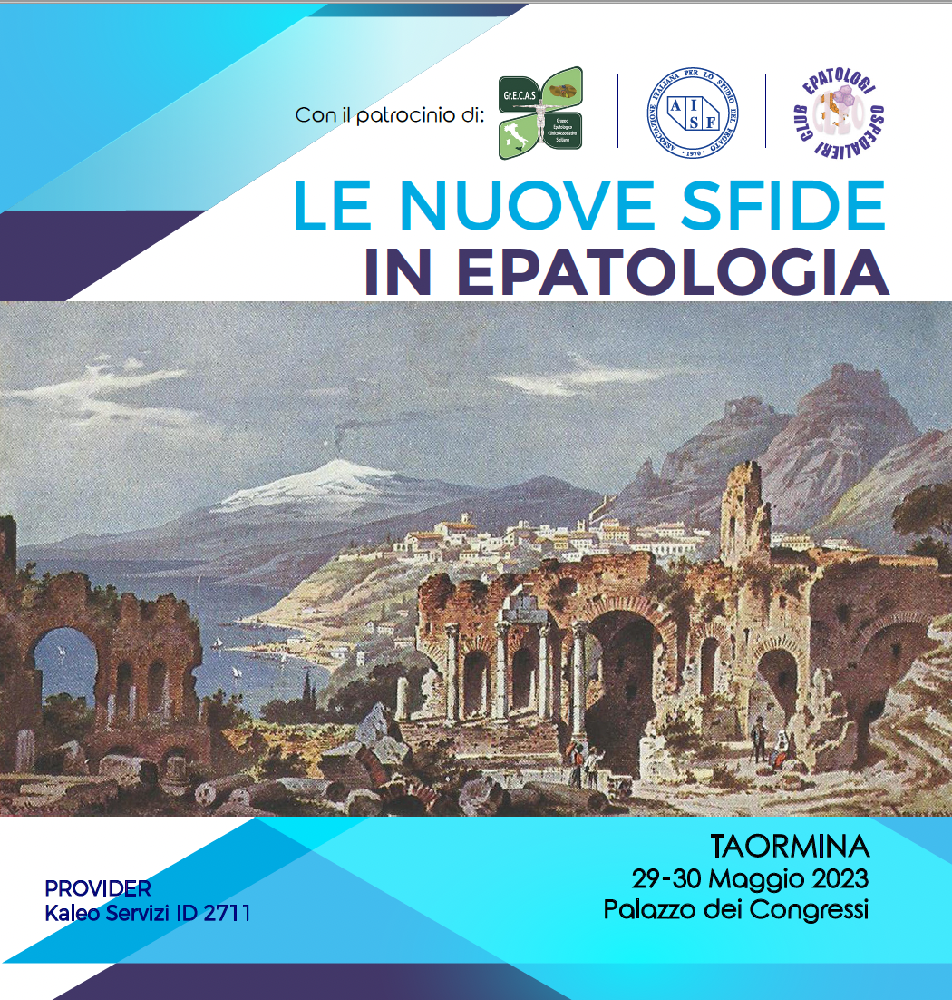 Con il patrocinio di:
Gr.E.C.A.S
Gruppo
Epatologico
Clinico Associativo
Siciliano
ASSOCIAZIONE ITALIANA PER LO STUDIO DEL FEGATO
A I
S F
· 1970 ·
CLUB EPATOLOGI OSPEDALIERI
CLEO
LE NUOVE SFIDE
IN EPATOLOGIA
PROVIDER
Kaleo Servizi ID 2711
TAORMINA
29-30 Maggio 2023
Palazzo dei Congressi